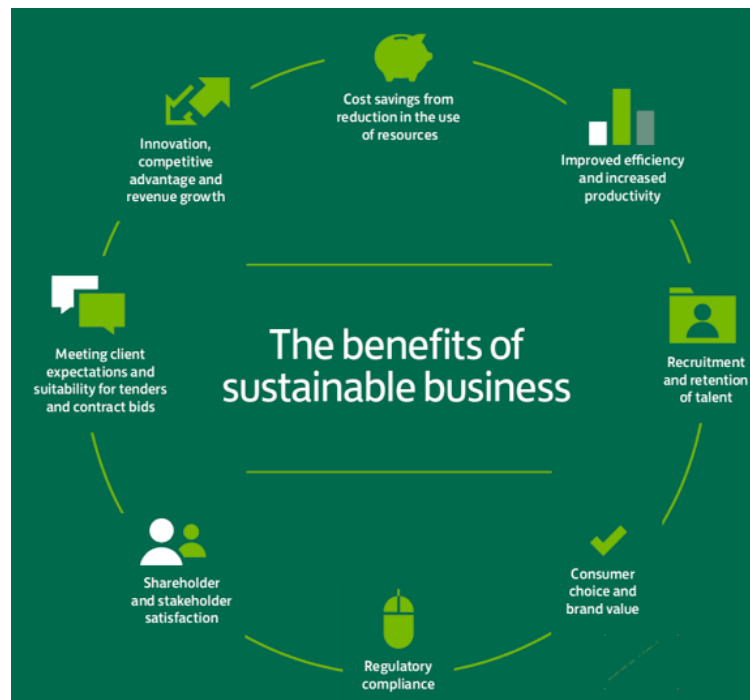 The benefits of
sustainable business
Cost savings from
reduction in the use
of resources
Improved efficiency
and increased
productivity
Recruitment
and retention
of talent
Consumer
choice and
brand value
Regulatory
compliance
Shareholder
and stakeholder
satisfaction
Meeting client
expectations and
suitability for tenders
and contract bids
Innovation,
competitive
advantage and
revenue growth